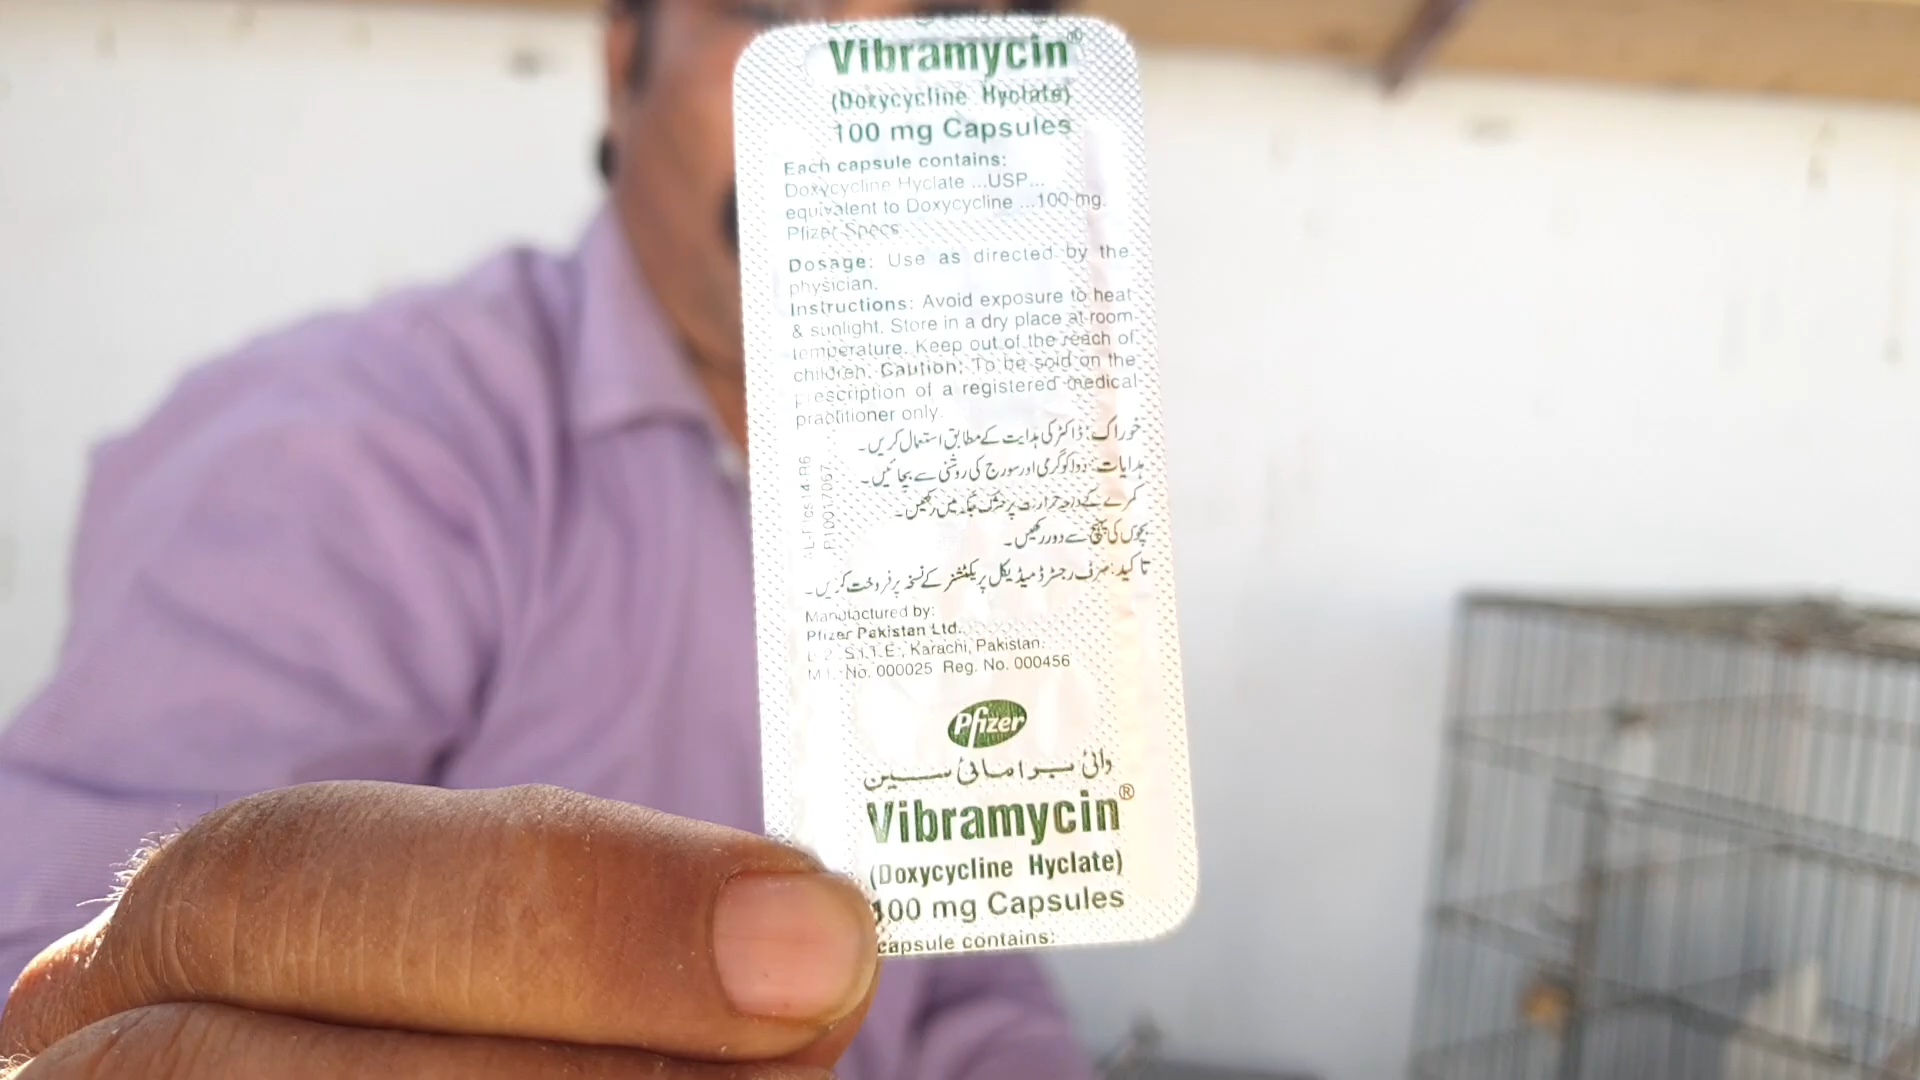 Vibramycin®
(Doxycycline Hyclate)
100 mg Capsules
Each capsule contains:
Doxycycline Hyclate ...USP...
equivalent to Doxycycline ...100 mg.
Pfizer Specs
Dosage: Use as directed by the
physician.
Instructions: Avoid exposure to heat
& sunlight. Store in a dry place at room
temperature. Keep out of the reach of
children. Caution: To be sold on the
prescription of a registered medical
practitioner only.
خوراک: ڈاکٹر کی ہدایت کے مطابق استعمال کریں۔
ہدایات: دوا کو گرمی اور سورج کی روشنی سے بچائیں۔
کمرے کے درجہ حرارت پر خشک جگہ میں رکھیں۔
بچوں کی پہنچ سے دور رکھیں۔
تاکید: صرف رجسٹرڈ میڈیکل پریکٹشنر کے نسخہ پر فروخت کریں۔
P10017067
Manufactured by:
Pfizer Pakistan Ltd.
S.I.T.E., Karachi, Pakistan.
No. 000025 Reg. No. 000456
Pfizer
وائی برامائی سین
Vibramycin®
(Doxycycline Hyclate)
100 mg Capsules
capsule contains: